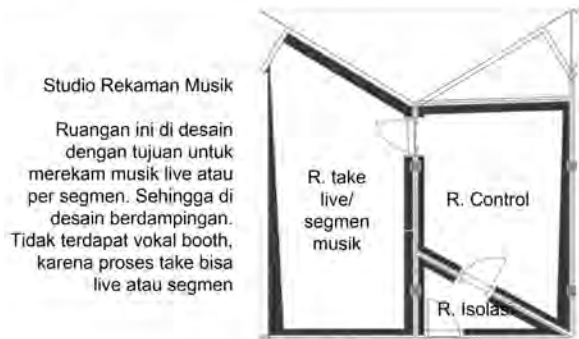 Studio Rekaman Musik
Ruangan ini di desain
dengan tujuan untuk
merekam musik live atau
per segmen. Sehingga di
desain berdampingan.
Tidak terdapat vokal booth,
karena proses take bisa
live atau segmen
R. take
live/
segmen
musik
R. Control
R. Isolasi